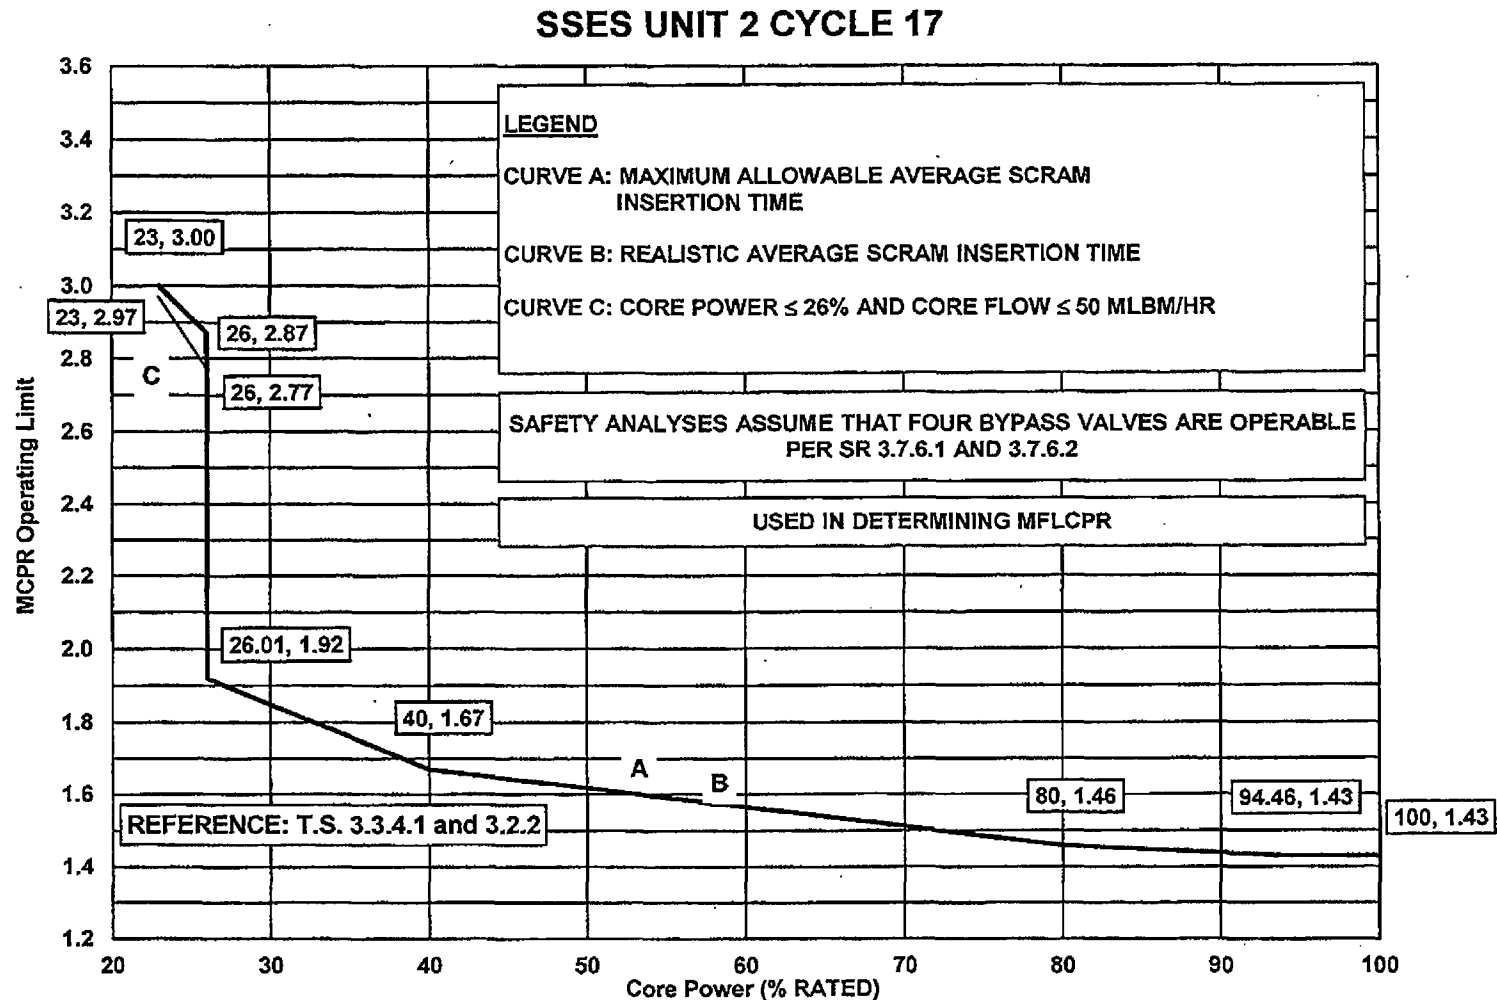 SSES UNIT 2 CYCLE 17
3.6
3.4
3.2
3.0
2.8
2.6
2.4
2.2
2.0
1.8
1.6
1.4
1.2
MCPR Operating Limit
LEGEND
CURVE A: MAXIMUM ALLOWABLE AVERAGE SCRAM
INSERTION TIME
CURVE B: REALISTIC AVERAGE SCRAM INSERTION TIME
CURVE C: CORE POWER ≤ 26% AND CORE FLOW ≤ 50 MLBM/HR
SAFETY ANALYSES ASSUME THAT FOUR BYPASS VALVES ARE OPERABLE
PER SR 3.7.6.1 AND 3.7.6.2
USED IN DETERMINING MFLCPR
23, 3.00
23, 2.97
26, 2.87
C
26, 2.77
26.01, 1.92
40, 1.67
A
B
80, 1.46
94.46, 1.43
100, 1.43
REFERENCE: T.S. 3.3.4.1 and 3.2.2
20
30
40
50
60
70
80
90
100
Core Power (% RATED)